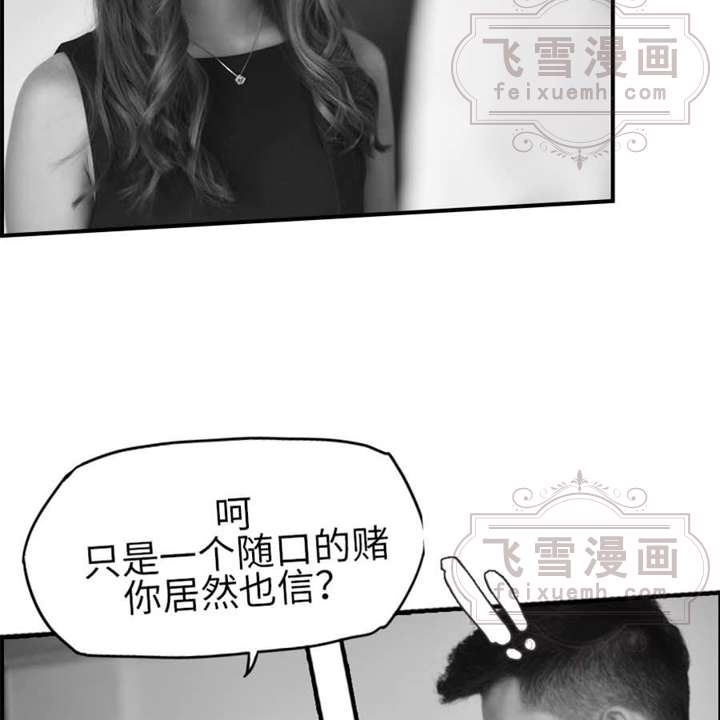 飞雪漫画
feixuemh.com
呵
只是一个随口的赌
你居然也信？
飞雪漫画
feixuemh.com
!!